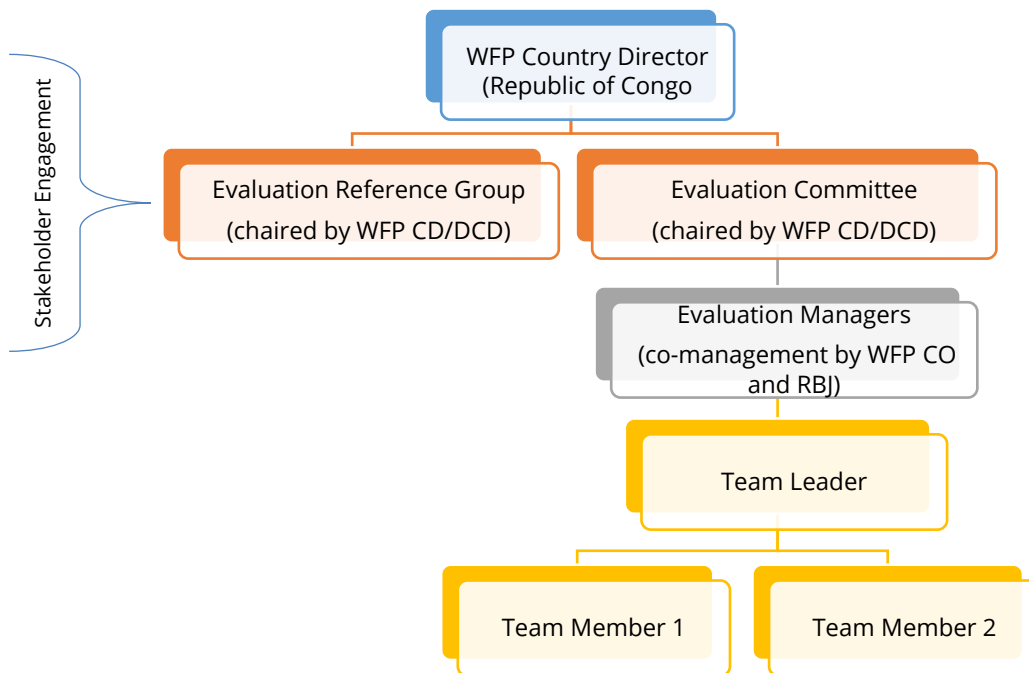 Stakeholder Engagement
WFP Country Director
(Republic of Congo
Evaluation Reference Group
(chaired by WFP CD/DCD)
Evaluation Committee
(chaired by WFP CD/DCD)
Evaluation Managers
(co-management by WFP CO
and RBJ)
Team Leader
Team Member 1
Team Member 2